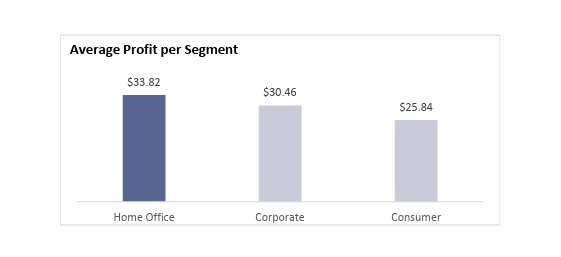 Average Profit per Segment
$33.82
$30.46
$25.84
Home Office
Corporate
Consumer